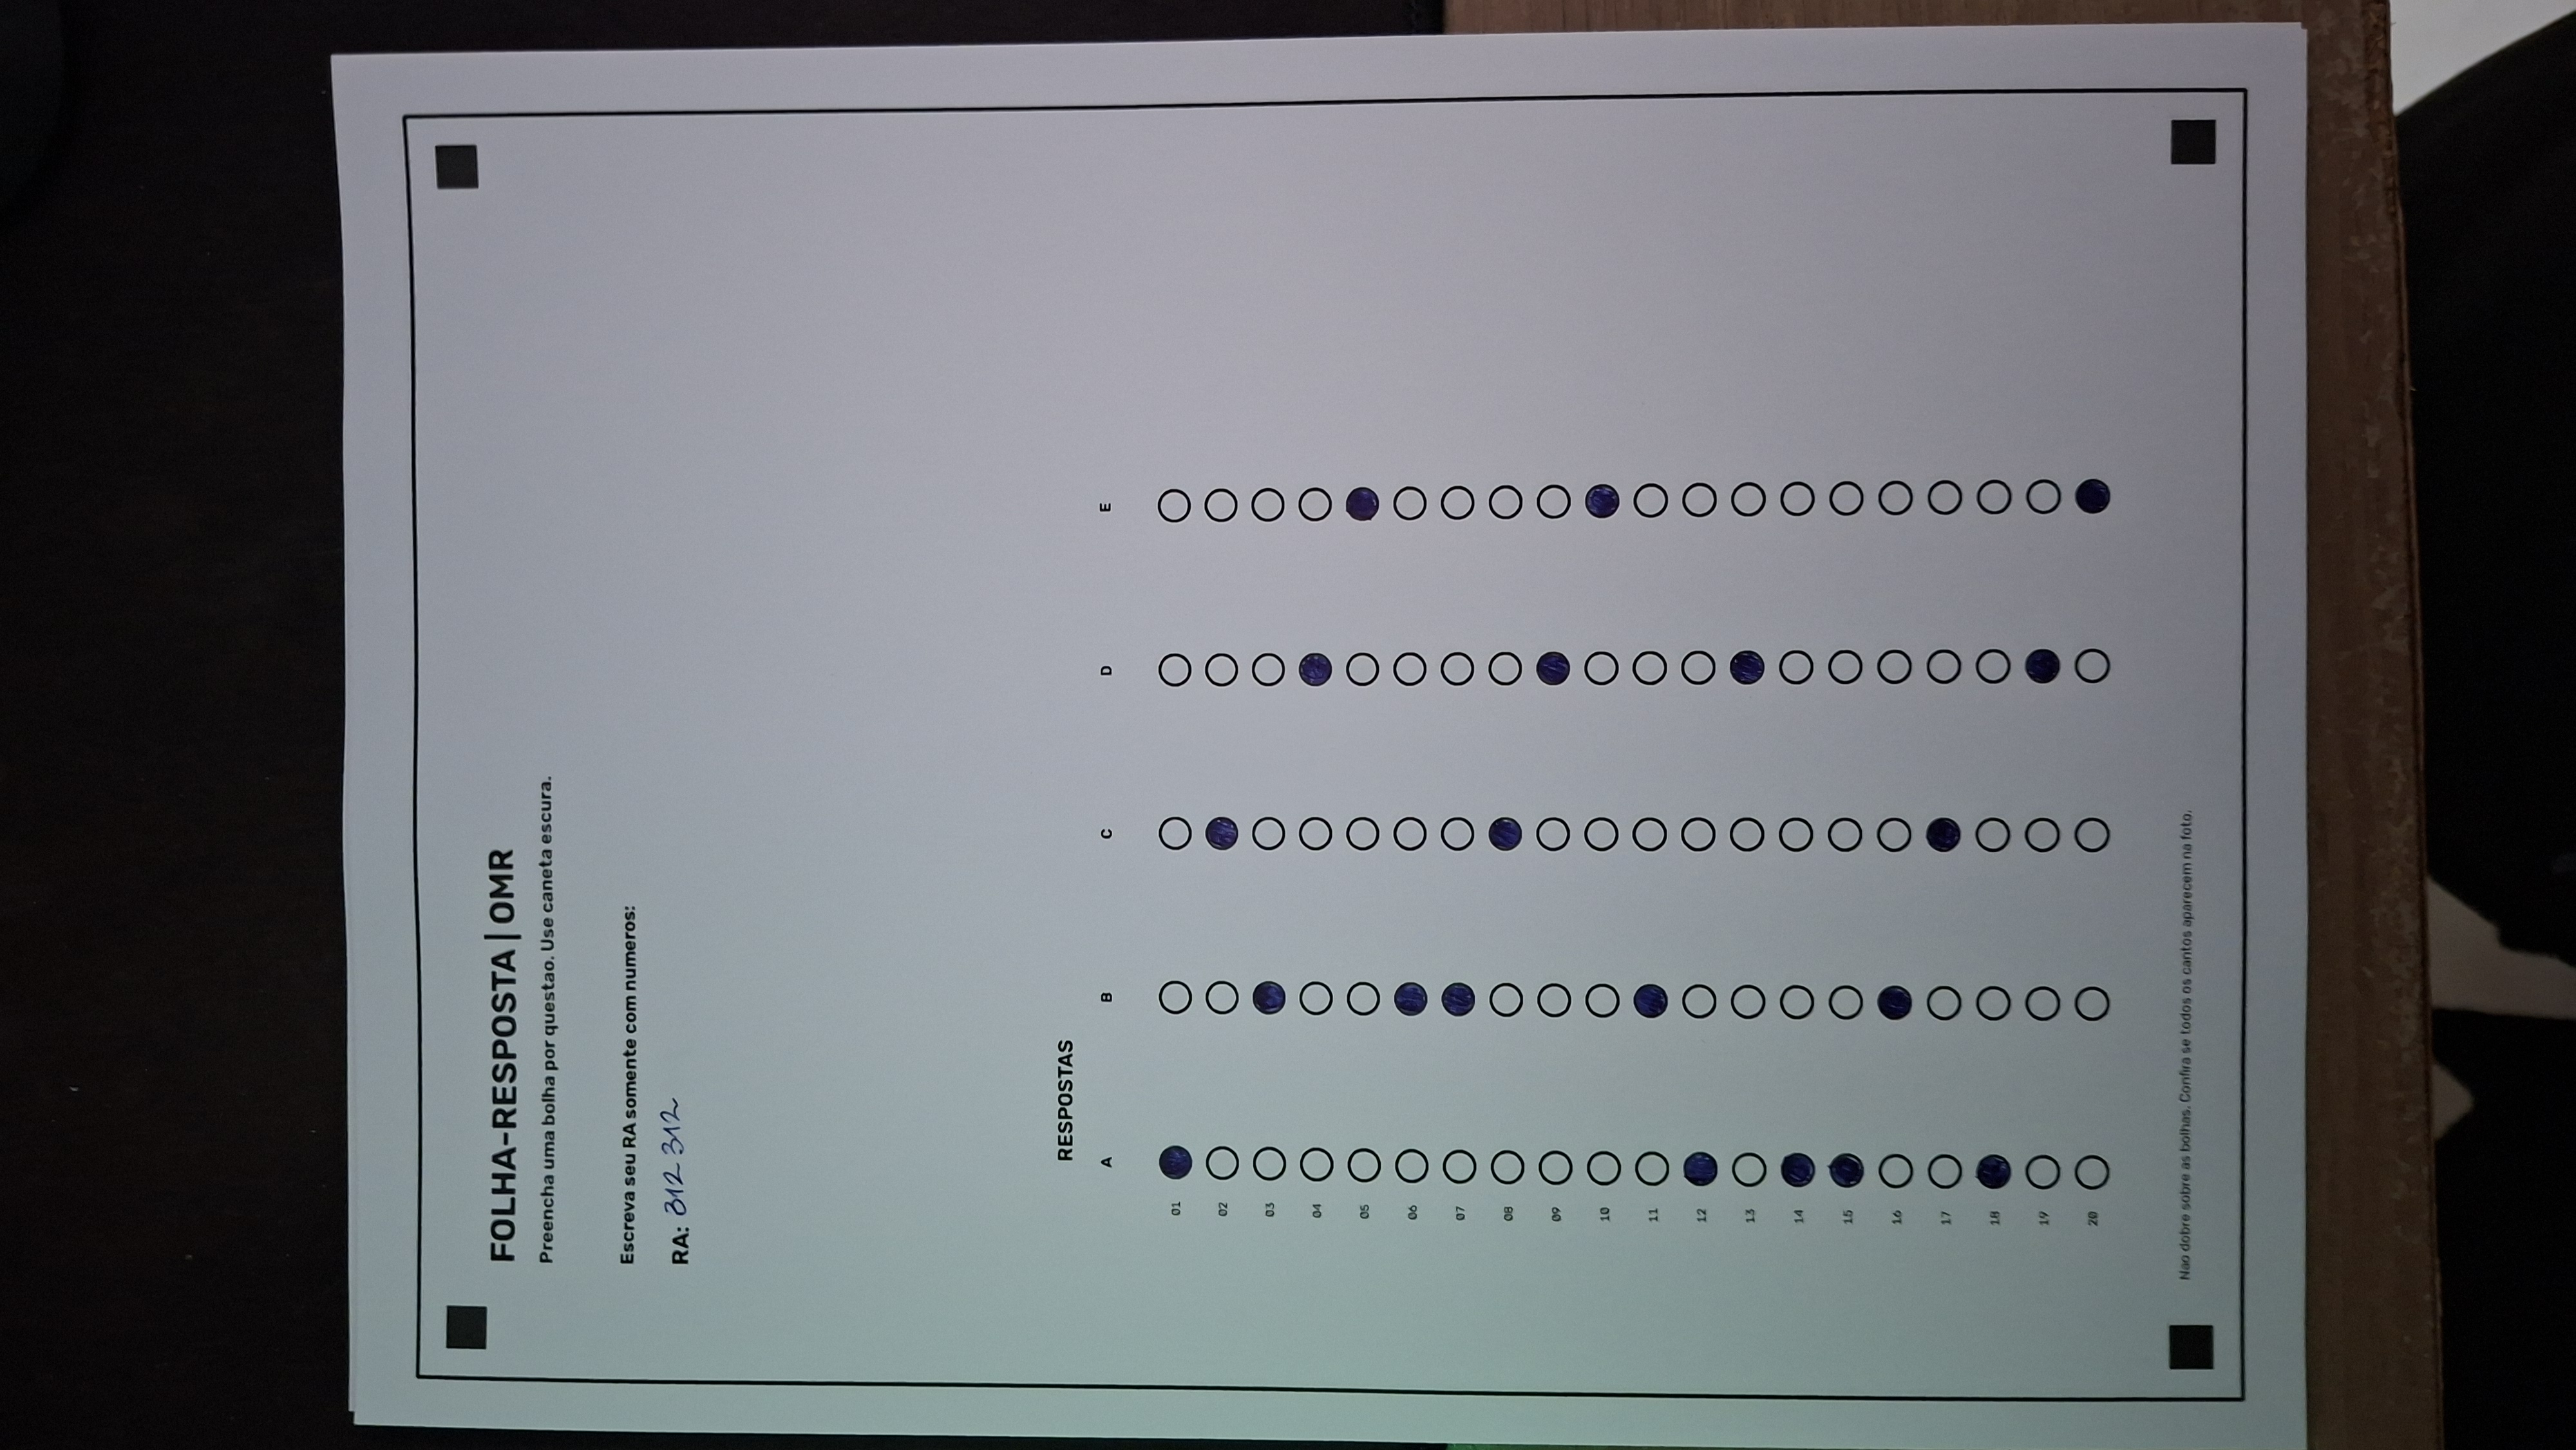 FOLHA-RESPOSTA | OMR
Preencha uma bolha por questao. Use caneta escura.
Escreva seu RA somente com numeros:
RA: 312 312
RESPOSTAS
A B C D E
01
02
03
04
05
06
07
08
09
10
11
12
13
14
15
16
17
18
19
20
Nao dobre sobre as bolhas. Confira se todos os cantos aparecem na foto.